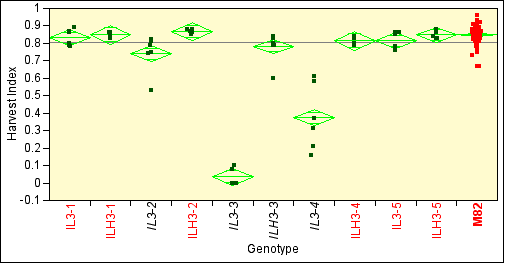 1
0.9
0.8
0.7
0.6
0.5
0.4
0.3
0.2
0.1
0
-0.1
Harvest Index
IL3-1
ILH3-1
IL3-2
ILH3-2
IL3-3
ILH3-3
IL3-4
ILH3-4
IL3-5
ILH3-5
M82
Genotype